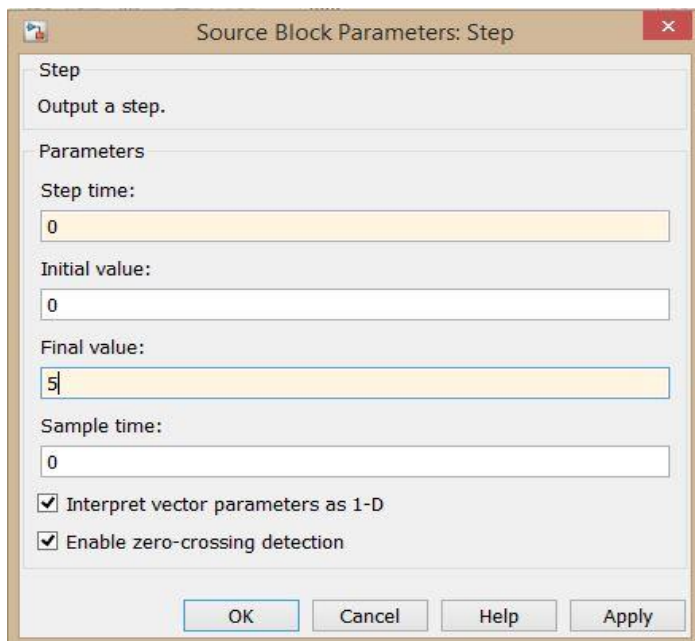 Source Block Parameters: Step
Step
Output a step.
Parameters
Step time:
0
Initial value:
0
Final value:
5
Sample time:
0
Interpret vector parameters as 1-D
Enable zero-crossing detection
OK Cancel Help Apply